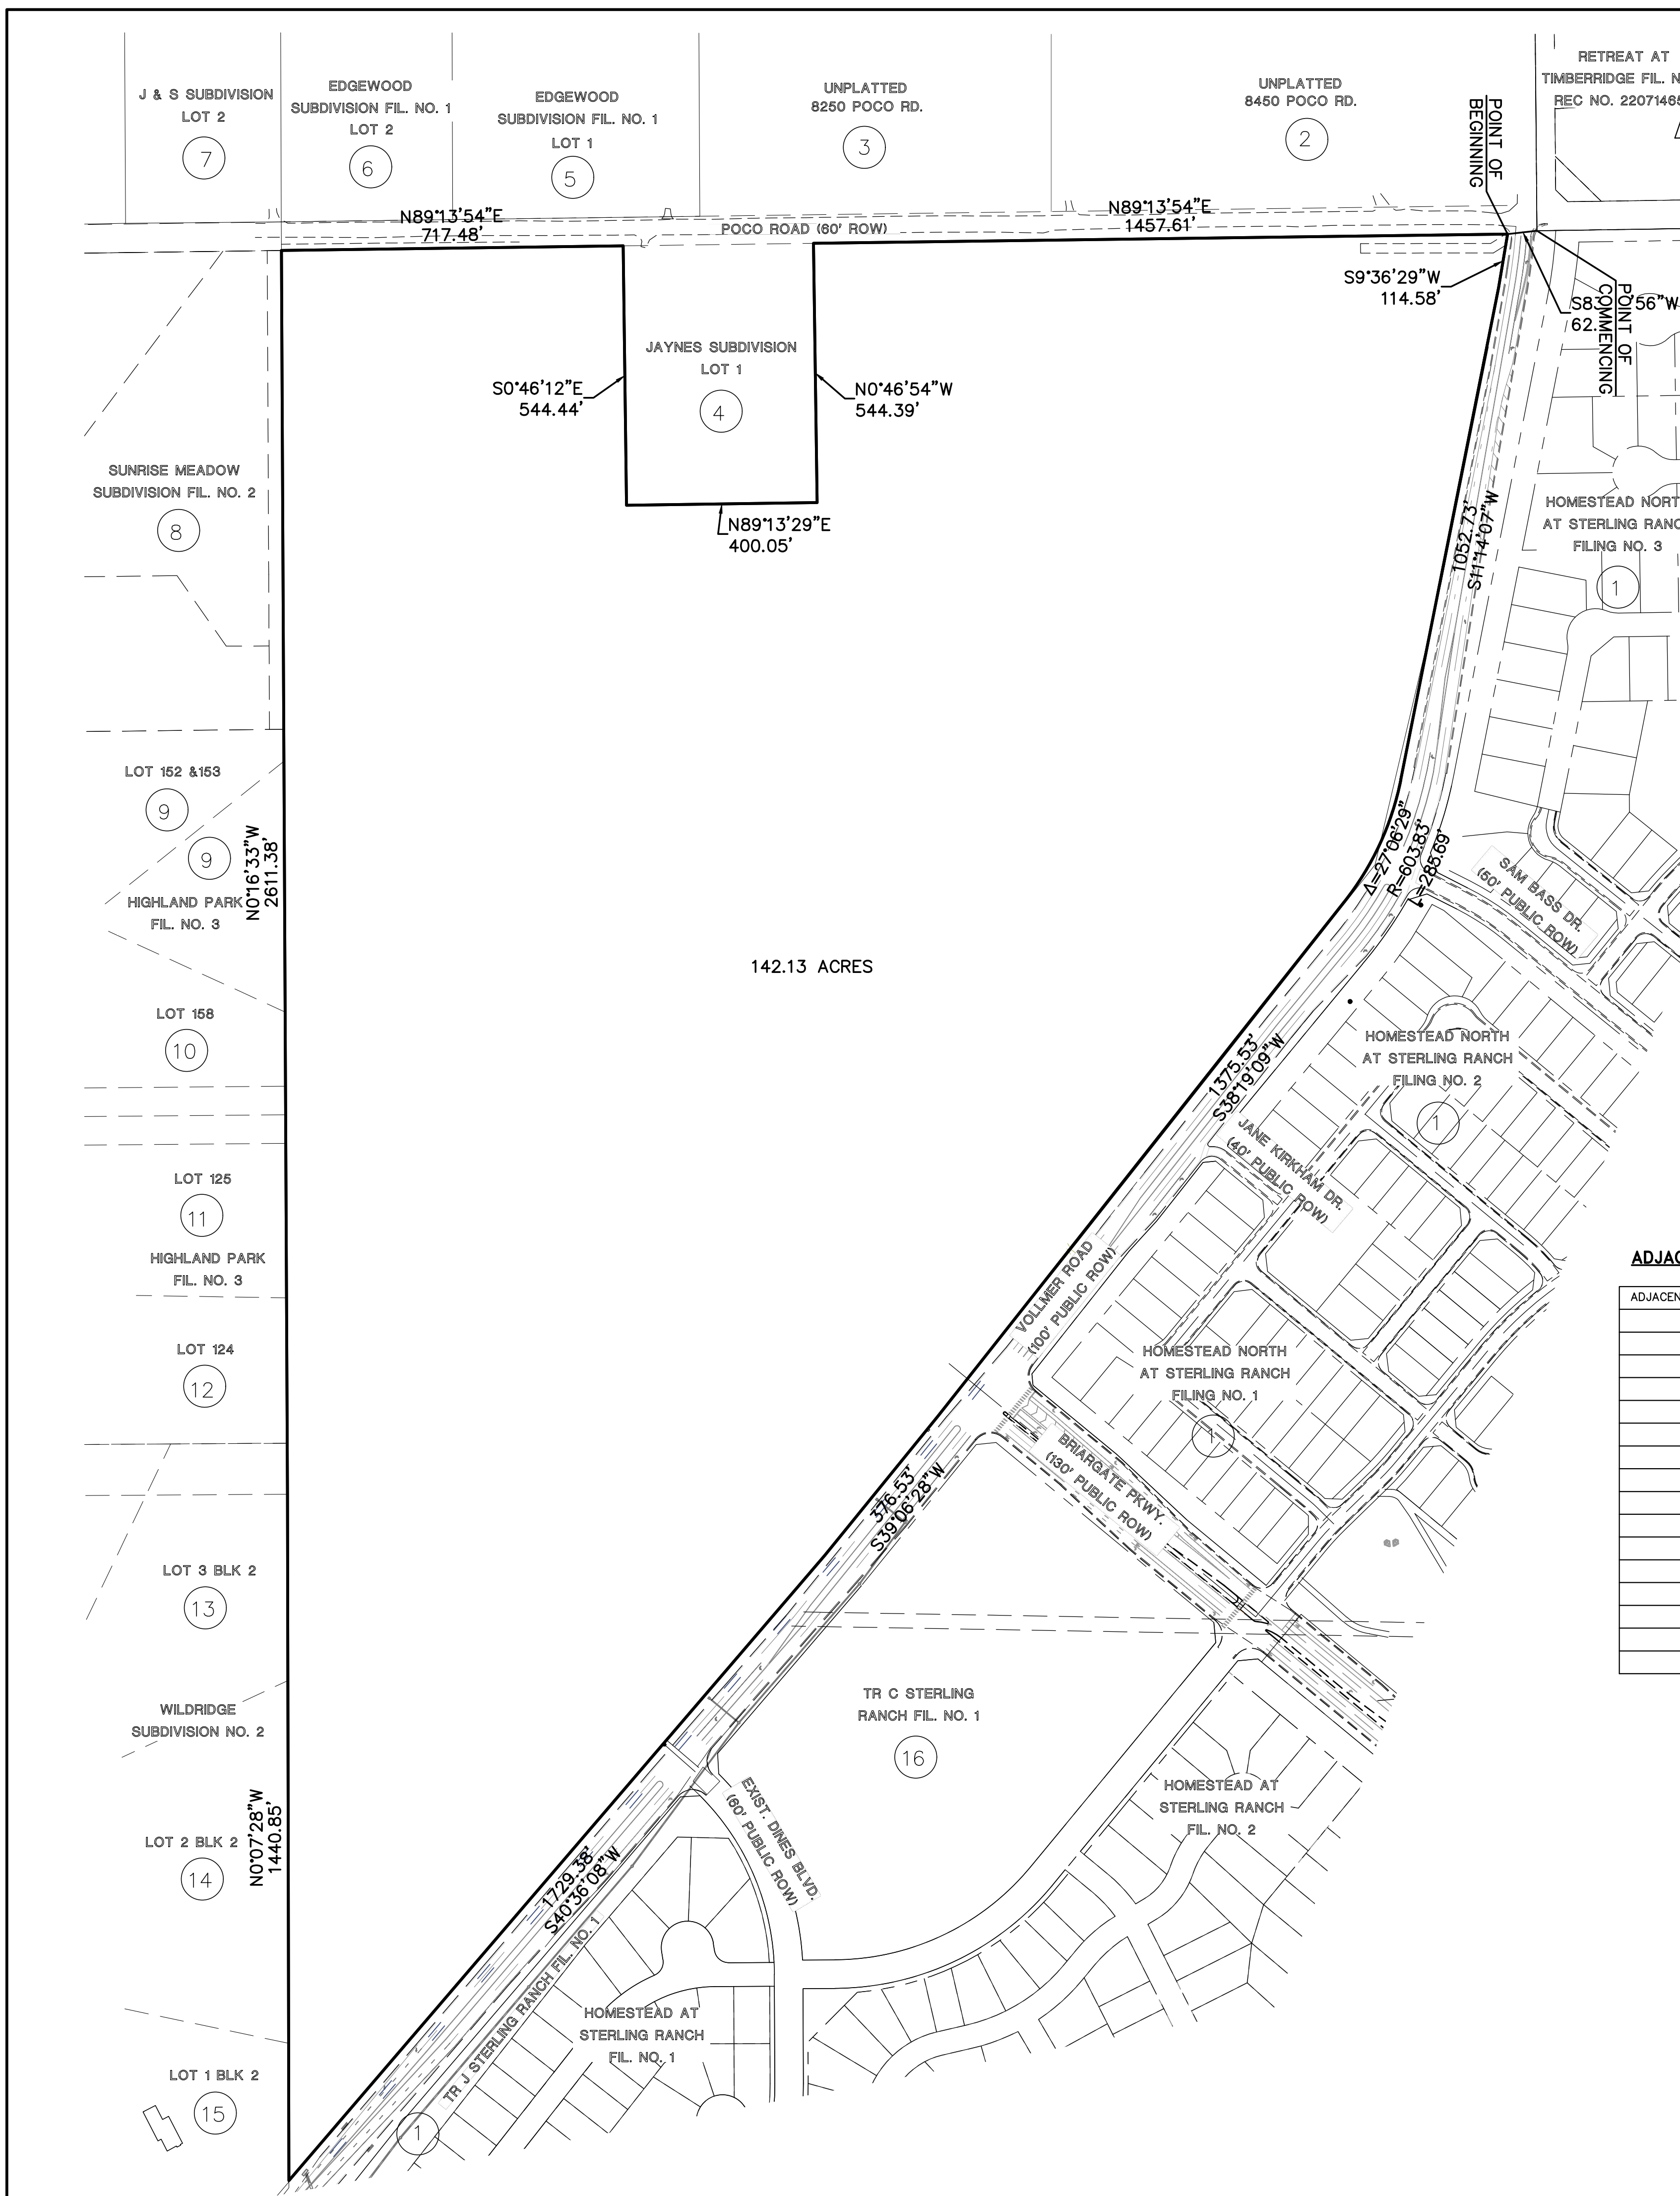 J & S SUBDIVISION
LOT 2
7
EDGEWOOD
SUBDIVISION FIL. NO. 1
LOT 2
6
EDGEWOOD
SUBDIVISION FIL. NO. 1
LOT 1
5
UNPLATTED
8250 POCO RD.
3
UNPLATTED
8450 POCO RD.
2
POINT OF
BEGINNING
RETREAT AT
TIMBERRIDGE FIL. N
REC NO. 2207146
N89°13'54"E
717.48'
POCO ROAD (60' ROW)
N89°13'54"E
1457.61'
S9°36'29"W
114.58'
S83 '56"W
62.
POINT OF
COMMENCING
JAYNES SUBDIVISION
LOT 1
4
S0°46'12"E
544.44'
N0°46'54"W
544.39'
N89°13'29"E
400.05'
SUNRISE MEADOW
SUBDIVISION FIL. NO. 2
8
1052.73'
S11°14'07"W
HOMESTEAD NORT
AT STERLING RANC
FILING NO. 3
1
LOT 152 &153
9
9
HIGHLAND PARK
FIL. NO. 3
N0°16'33"W
2611.38'
Δ=27°06'29"
R=603.83'
L=285.69'
SAM BASS DR.
(50' PUBLIC ROW)
142.13 ACRES
LOT 158
10
HOMESTEAD NORTH
AT STERLING RANCH
FILING NO. 2
1
1375.53'
S38°19'09"W
JANE KIRKHAM DR.
(40' PUBLIC ROW)
LOT 125
11
HIGHLAND PARK
FIL. NO. 3
VOLLMER ROAD
(100' PUBLIC ROW)
ADJAC
ADJACEN
LOT 124
12
HOMESTEAD NORTH
AT STERLING RANCH
FILING NO. 1
1
BRIARGATE PKWY.
(130' PUBLIC ROW)
376.53'
S39°06'28"W
LOT 3 BLK 2
13
WILDRIDGE
SUBDIVISION NO. 2
TR C STERLING
RANCH FIL. NO. 1
16
EXIST. DINES BLVD.
(60' PUBLIC ROW)
HOMESTEAD AT
STERLING RANCH
FIL. NO. 2
LOT 2 BLK 2
14
N0°07'28"W
1440.85'
1729.38'
S40°36'08"W
TR J STERLING RANCH FIL. NO. 1
HOMESTEAD AT
STERLING RANCH
FIL. NO. 1
1
LOT 1 BLK 2
15